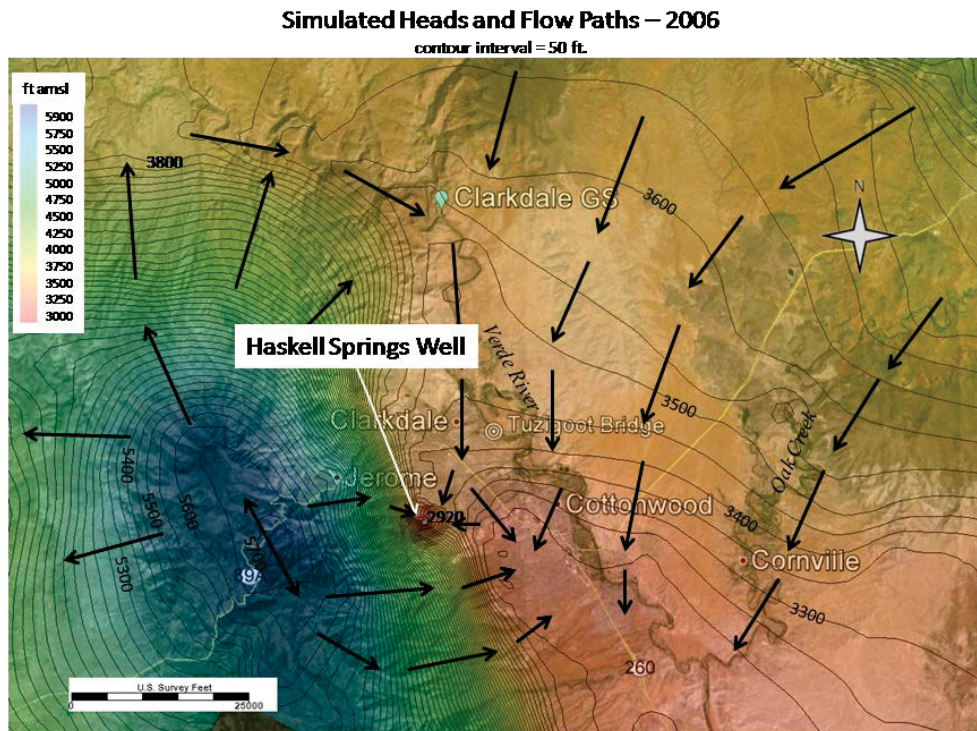 Simulated Heads and Flow Paths – 2006
contour interval = 50 ft.
ft amsl
5900
5750
5500
5250
5000
4750
4500
4250
4000
3750
3500
3250
3000
3800
Clarkdale GS
3600
N
Haskell Springs Well
Verde River
3500
Clarkdale
Tuzigoot Bridge
Oak Creek
5400
Jerome
5500
5600
2920
Cottonwood
3400
5300
Cornville
3300
260
U.S. Survey Feet
0
25000